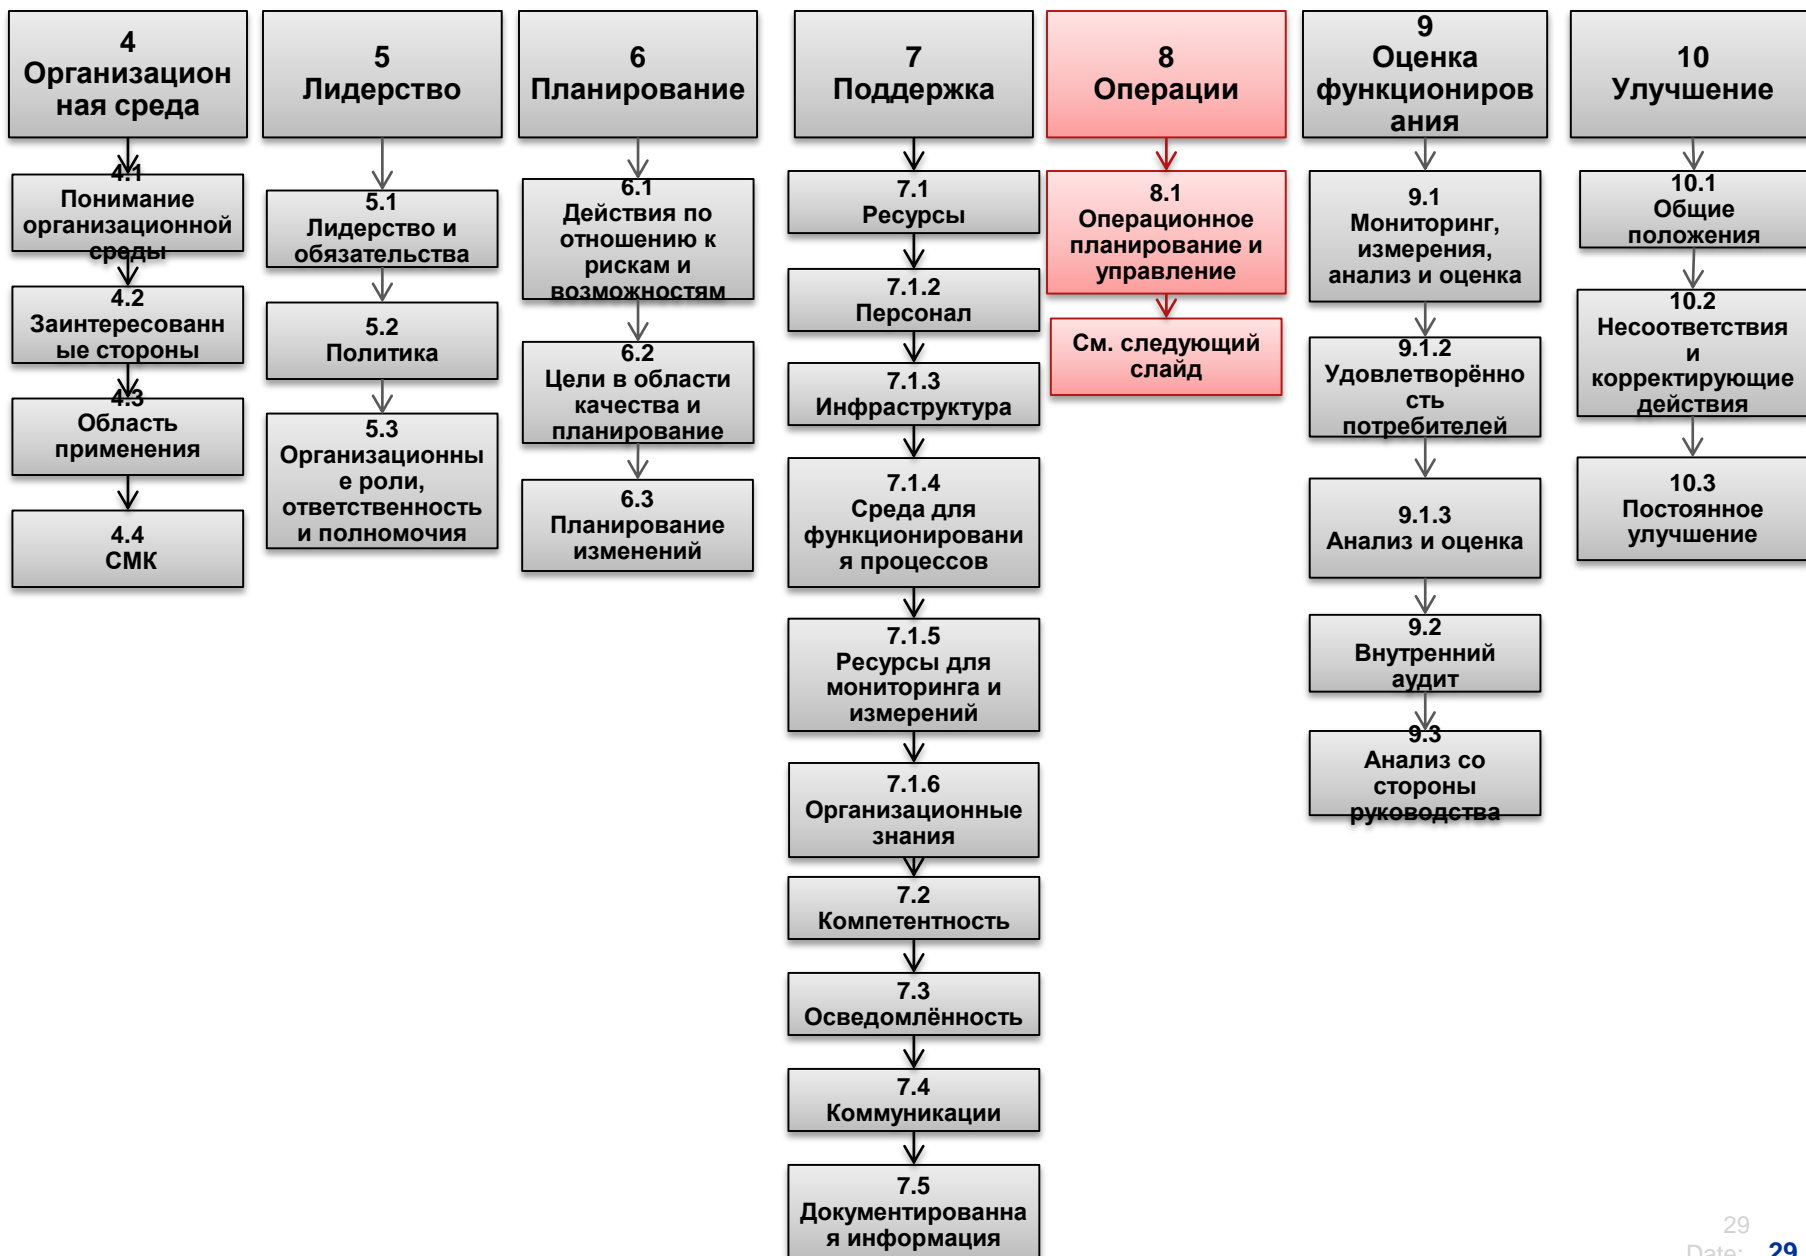 4
Организацион
ная среда
4.1
Понимание
организационной
среды
4.2
Заинтересованн
ые стороны
4.3
Область
применения
4.4
СМК
5
Лидерство
5.1
Лидерство и
обязательства
5.2
Политика
5.3
Организационны
е роли,
ответственность
и полномочия
6
Планирование
6.1
Действия по
отношению к
рискам и
возможностям
6.2
Цели в области
качества и
планирование
6.3
Планирование
изменений
7
Поддержка
7.1
Ресурсы
7.1.2
Персонал
7.1.3
Инфраструктура
7.1.4
Среда для
функционировани
я процессов
7.1.5
Ресурсы для
мониторинга и
измерений
7.1.6
Организационные
знания
7.2
Компетентность
7.3
Осведомлённость
7.4
Коммуникации
7.5
Документированна
я информация
8
Операции
8.1
Операционное
планирование и
управление
См. следующий
слайд
9
Оценка
функциониров
ания
9.1
Мониторинг,
измерения,
анализ и оценка
9.1.2
Удовлетворённо
сть
потребителей
9.1.3
Анализ и оценка
9.2
Внутренний
аудит
9.3
Анализ со
стороны
руководства
10
Улучшение
10.1
Общие
положения
10.2
Несоответствия
и
корректирующие
действия
10.3
Постоянное
улучшение
29
Date: 29